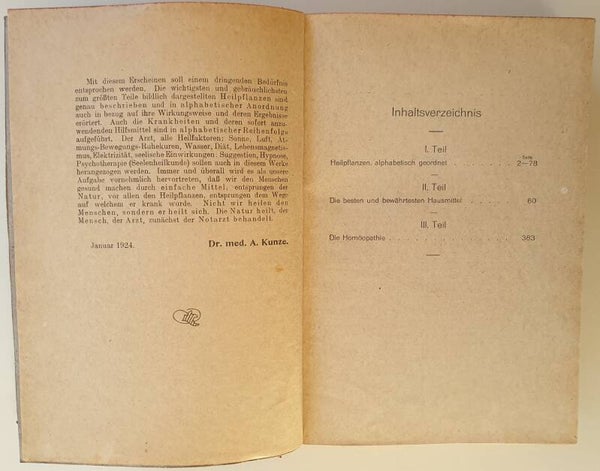 Mit diesem Erscheinen soll einem dringenden Bedürfnis
entsprochen werden. Die wichtigsten und gebräuchlichsten
zum größten Teile bildlich dargestellten Heilpflanzen sind
genau beschrieben und in alphabetischer Anordnung
auch in bezug auf ihre Wirkungsweise und deren Ergebnisse
erörtert. Auch die Krankheiten und deren sofort anzu-
wendenden Hilfsmittel sind in alphabetischer Reihenfolge
aufgeführt. Der Arzt, alle Heilfaktoren: Sonne, Luft, At-
mungs-Bewegungs-Ruhekuren, Wasser, Diät, Lebensmagnetis-
mus, Elektrizität, seelische Einwirkungen: Suggestion, Hypnose,
Psychotherapie (Seelenheilkunde) sollen auch in diesem Werke
herangezogen werden. Immer und überall wird es als unsere
Aufgabe vornehmlich hervortreten, daß wir den Menschen
gesund machen durch einfache Mittel, entsprungen der
Natur, vor allen den Heilpflanzen, entsprungen dem Wege
auf welchem er krank wurde. Nicht wir heilen den
Menschen, sondern er heilt sich. Die Natur heilt, der
Mensch, der Arzt, zunächst der Notarzt behandelt.
Januar 1924. Dr. med. A. Kunze.
Inhaltsverzeichnis
I. Teil
Seite
Heilpflanzen, alphabetisch geordnet . . . . . . . 2—78
II. Teil
Die besten und bewährtesten Hausmittel . . . . . 60
III. Teil
Die Homöopathie . . . . . . . . . . . . . 383